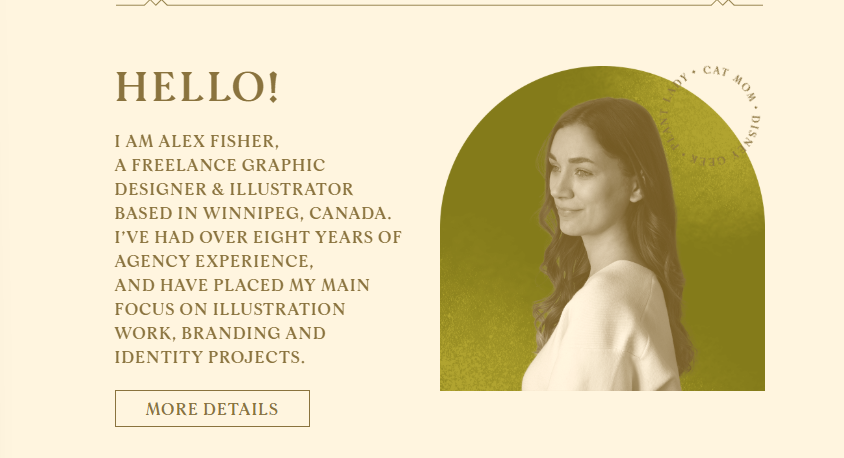 HELLO!
I AM ALEX FISHER,
A FREELANCE GRAPHIC
DESIGNER & ILLUSTRATOR
BASED IN WINNIPEG, CANADA.
I’VE HAD OVER EIGHT YEARS OF
AGENCY EXPERIENCE,
AND HAVE PLACED MY MAIN
FOCUS ON ILLUSTRATION
WORK, BRANDING AND
IDENTITY PROJECTS.
MORE DETAILS
• CAT MOM • DISNEY GEEK • PLANT LADY